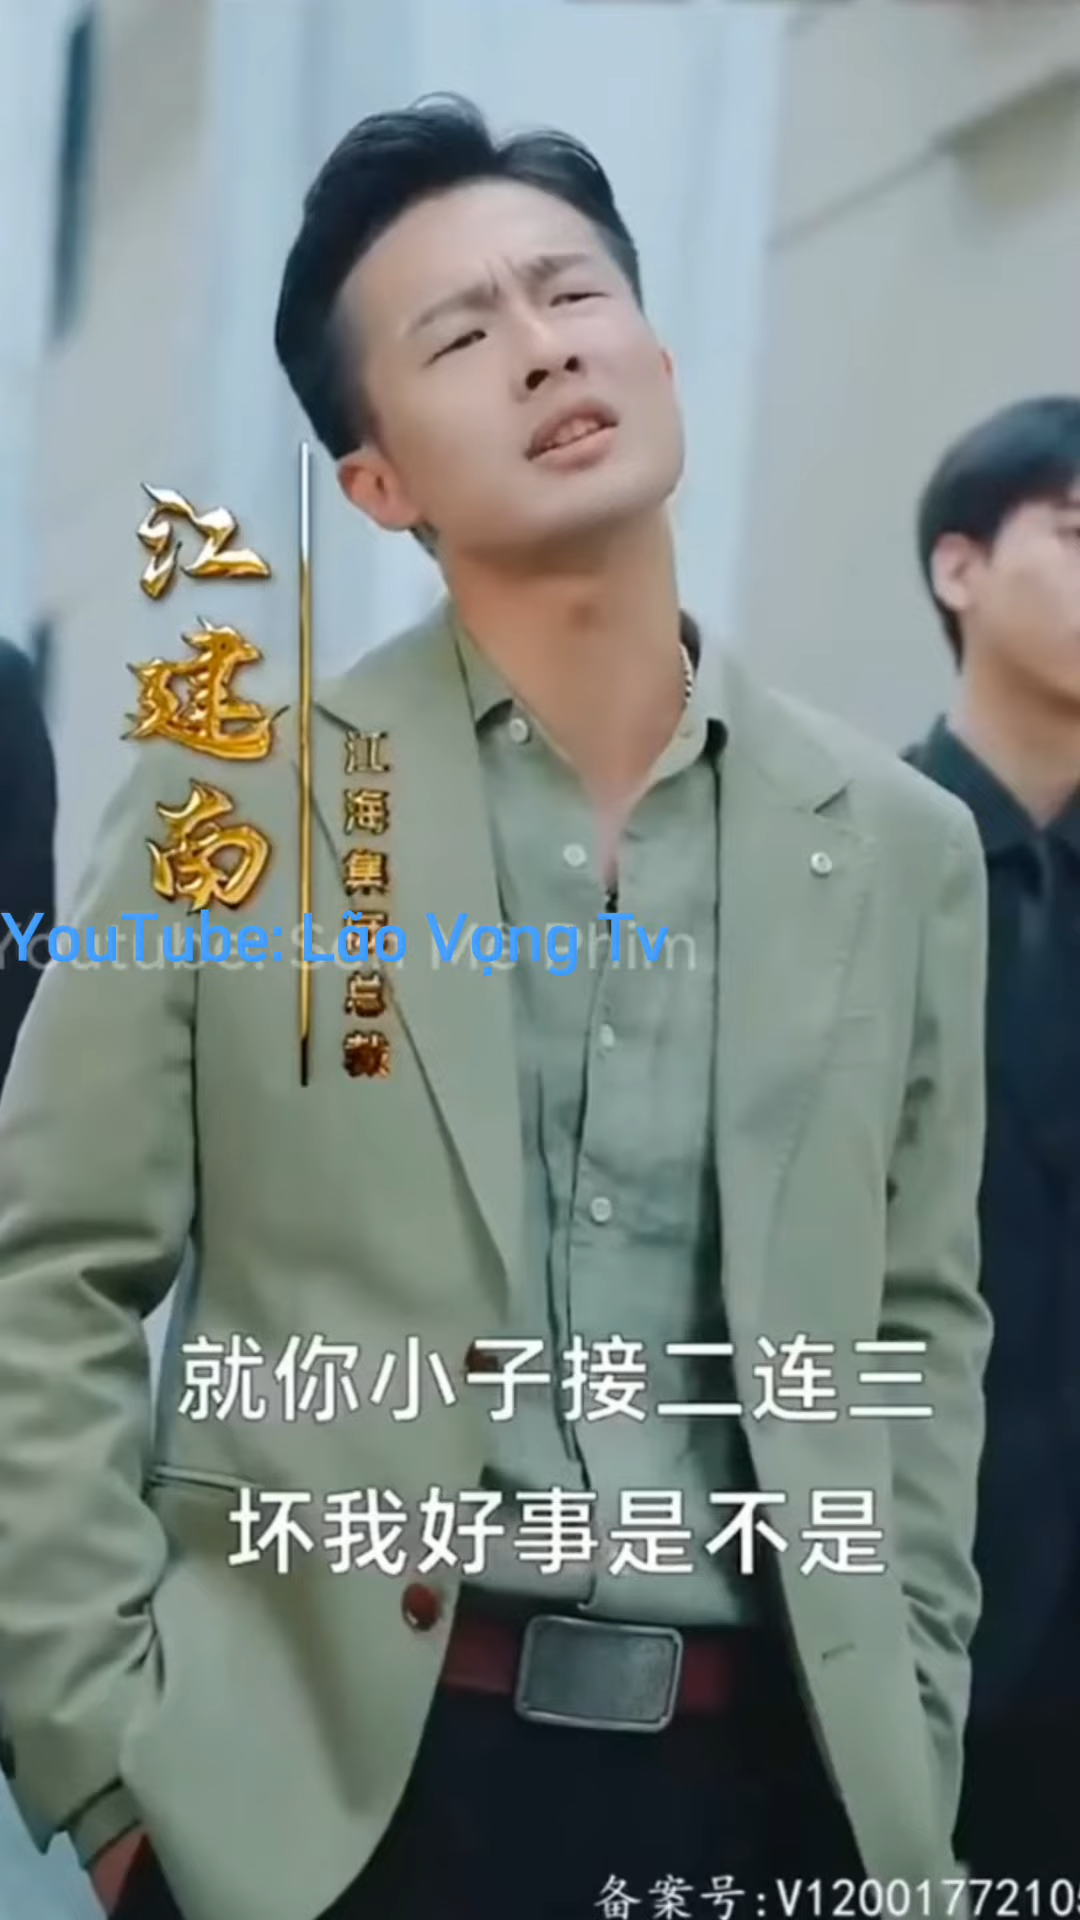 江建南
江海集团总裁
YouTube: Lão Vọng Tv
就你小子接二连三
坏我好事是不是
备案号:V1200177210